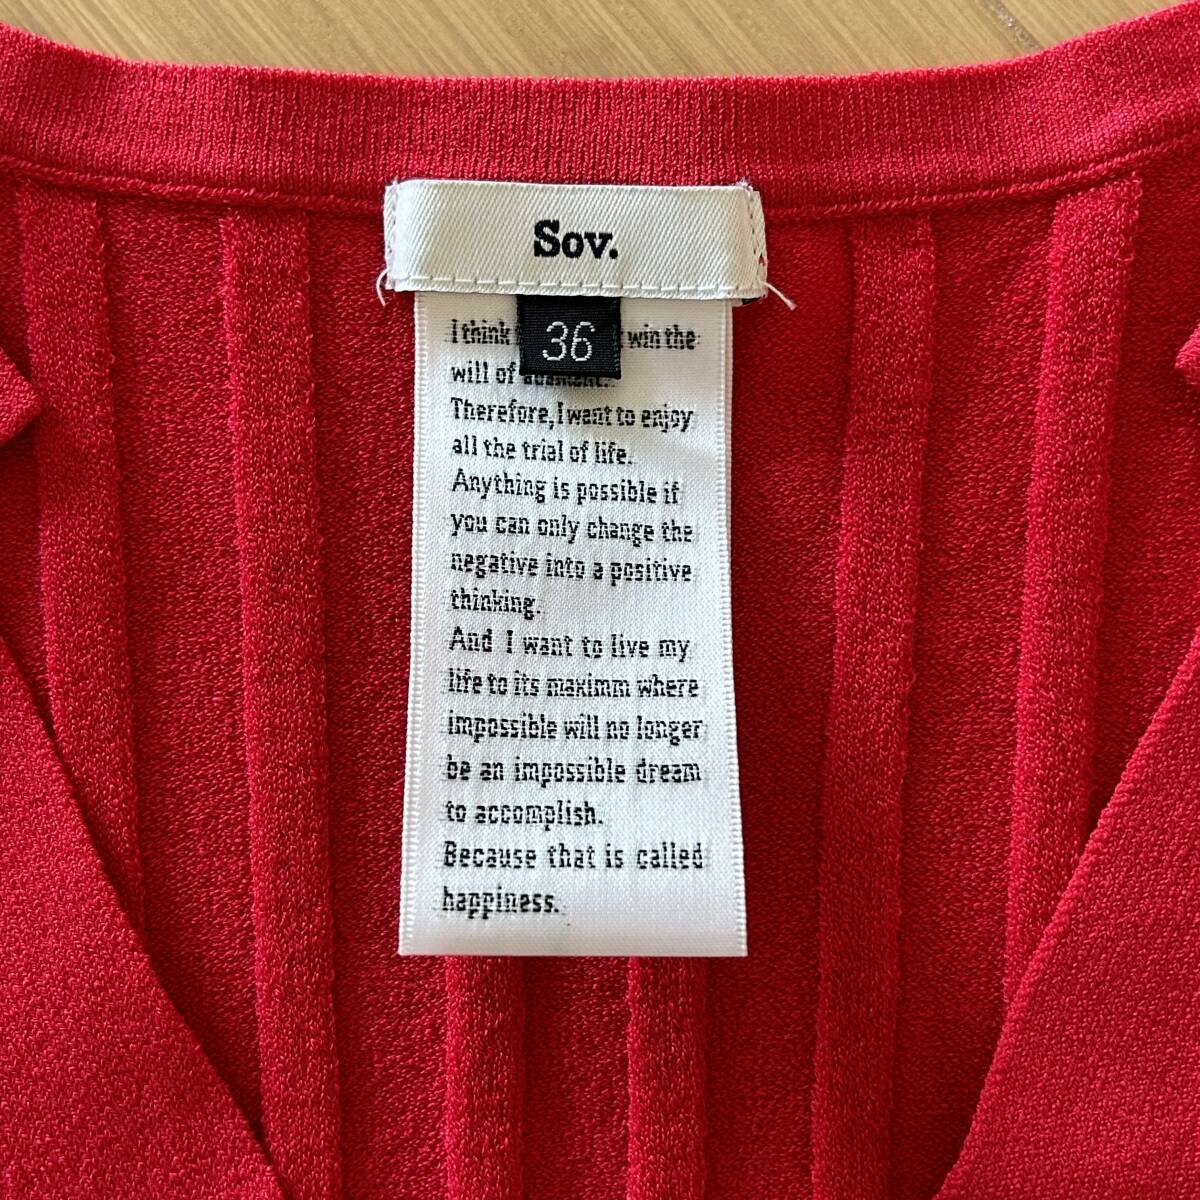 Sov.
36
I think win the
will of
Therefore, I want to enjoy
all the trial of life.
Anything is possible if
you can only change the
negative into a positive
thinking.
And I want to live my
life to its maximm where
impossible will no longer
be an impossible dream
to accomplish.
Because that is called
happiness.